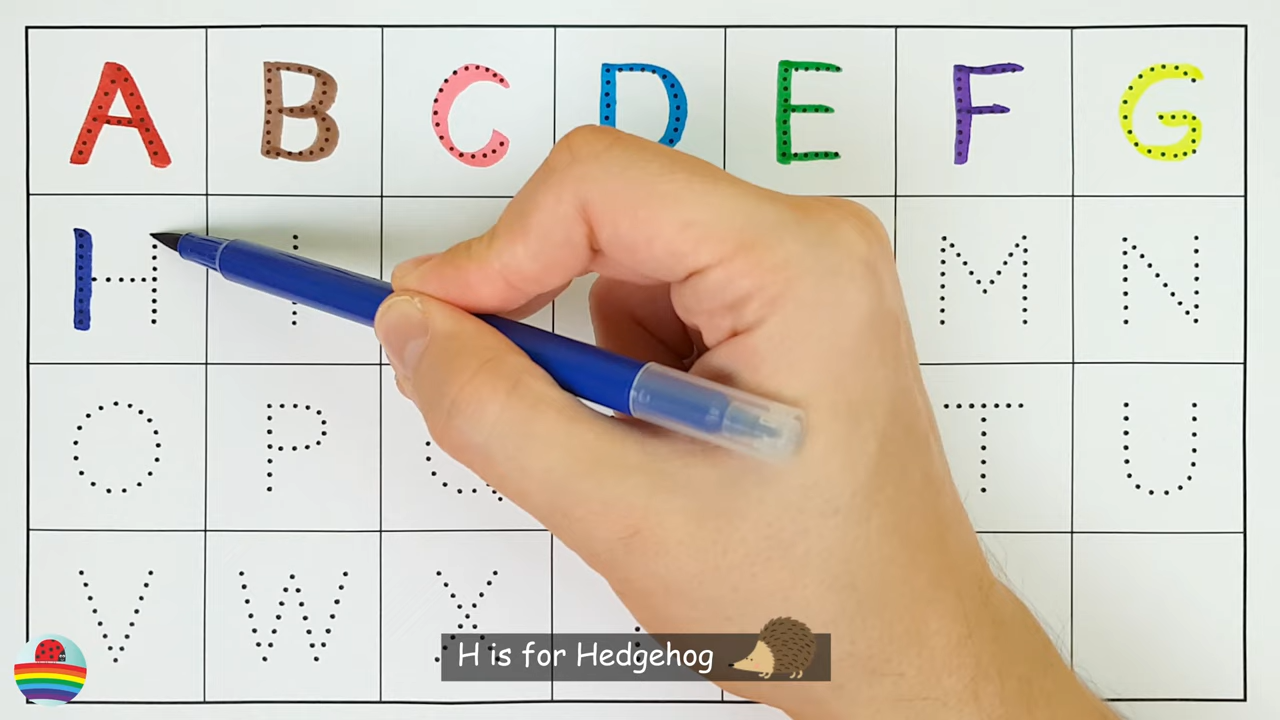 A B C D E F G
H I M N
O P T U
V W X
H is for Hedgehog